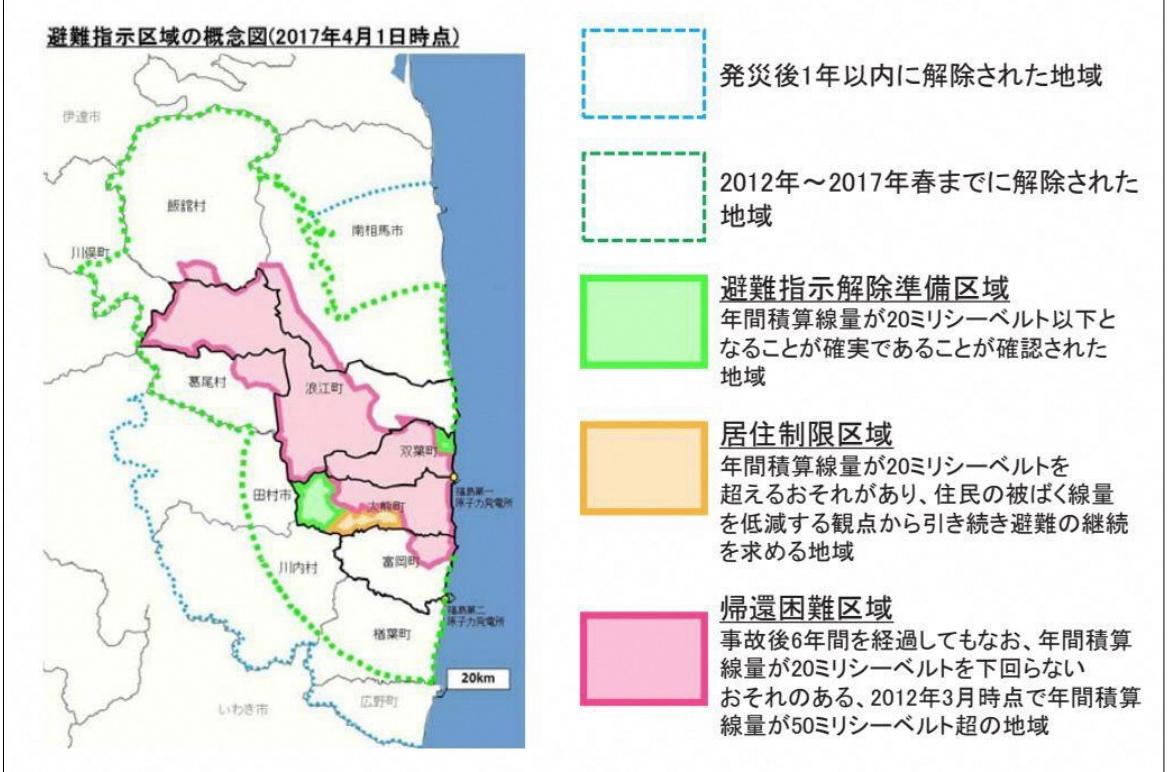 避難指示区域の概念図(2017年4月1日時点)
伊達市
飯舘村
南相馬市
川俣町
葛尾村
浪江町
双葉町
田村市
大熊町
福島第一
原子力発電所
富岡町
川内村
福島第二
原子力発電所
楢葉町
20km
広野町
いわき市
発災後1年以内に解除された地域
2012年～2017年春までに解除された
地域
避難指示解除準備区域
年間積算線量が20ミリシーベルト以下と
なることが確実であることが確認された
地域
居住制限区域
年間積算線量が20ミリシーベルトを
超えるおそれがあり、住民の被ばく線量
を低減する観点から引き続き避難の継続
を求める地域
帰還困難区域
事故後6年間を経過してもなお、年間積算
線量が20ミリシーベルトを下回らない
おそれのある、2012年3月時点で年間積算
線量が50ミリシーベルト超の地域